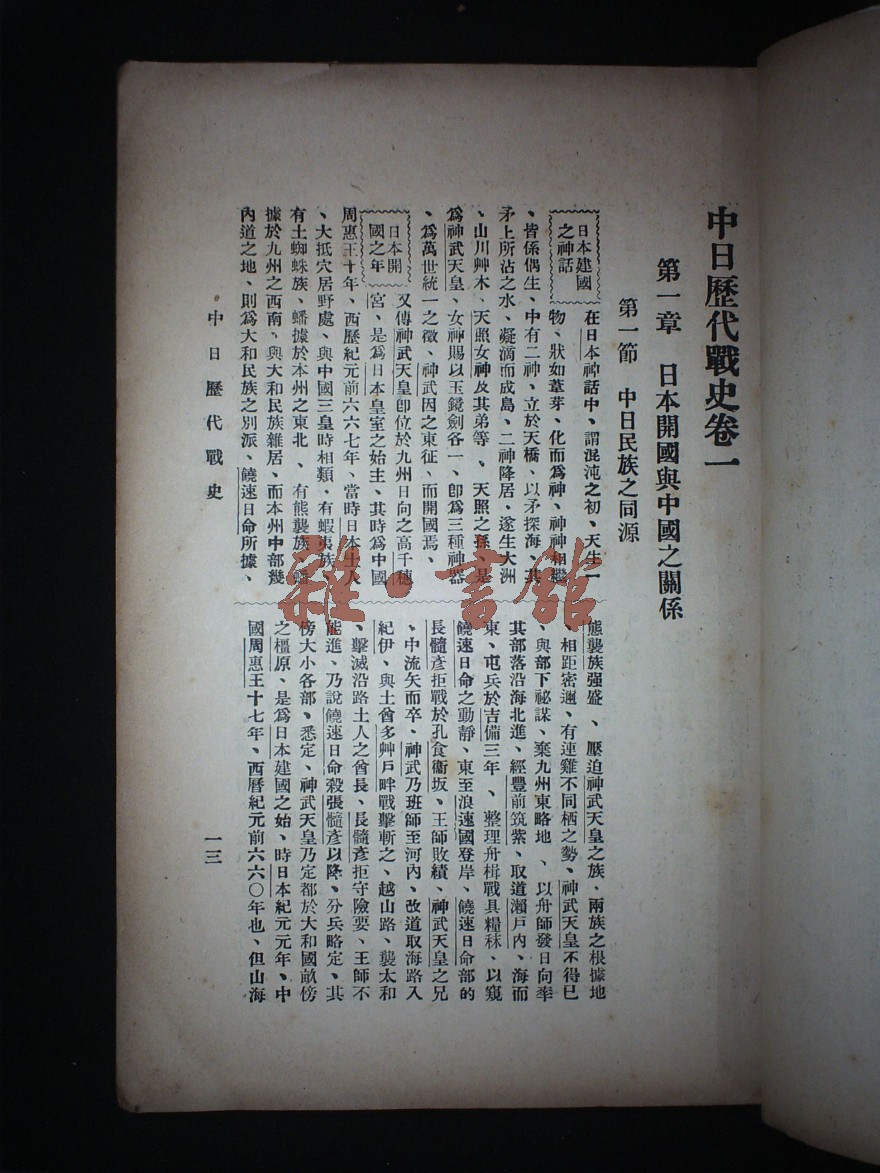 中日歷代戰史卷一
第一章 日本開國與中國之關係
第一節 中日民族之同源
日本建國
之神話
在日本神話中、謂混沌之初、天生一
物、狀如葦芽、化而爲神、神神相繼
、皆係偶生、中有二神、立於天橋、以矛探海、其
矛上所沾之水、凝滴而成島、二神降居、遂生大洲
、山川艸木、天照女神及其弟等、天照之孫、是
爲神武天皇、女神賜以玉鏡劍各一、卽爲三種神器
、爲萬世統一之徵、神武因之東征、而開國焉、
日本開
國之年
又傳神武天皇卽位於九州日向之高千穗
宮、是爲日本皇室之始主、其時爲中國
周惠王十年、西歷紀元前六六七年、當時日本土人
、大抵穴居野處、與中國三皇時相類、有蝦夷族、
有土蜘蛛族、蟠據於本州之東北、有熊襲族、蟠
據於九州之西南、與大和民族雜居、而本州中部幾
內道之地、則爲大和民族之別派、饒速日命所據、
熊襲族强盛、壓迫神武天皇之族、兩族之根據地
、相距密邇、有連雞不同栖之勢、神武天皇不得已
、與部下祕謀、棄九州東略地、以舟師發日向率
其部落沿海北進、經豐前筑紫、取道瀨戶內、海而
東、屯兵於吉備三年、整理舟楫戰具糧秣、以窺
饒速日命之動靜、東至浪速國登岸、饒速日命部的
長髓彥拒戰於孔舍衞坂、王師敗績、神武天皇之兄
、中流矢而卒、神武乃班師至河內、改道取海路入
紀伊、與土酋多艸戶畔戰擊斬之、越山路、襲太和
、擊滅沿路土人之酋長、長髓彥拒守險要、王師不
能進、乃說饒速日命殺張髓彥以降、分兵略定、其
傍大小各部、悉定、神武天皇乃定都於大和國畝傍
之橿原、是爲日本建國之始、時日本紀元元年、中
國周惠王十七年、西曆紀元前六六〇年也、但山海
中日歷代戰史
一三
雜·書館